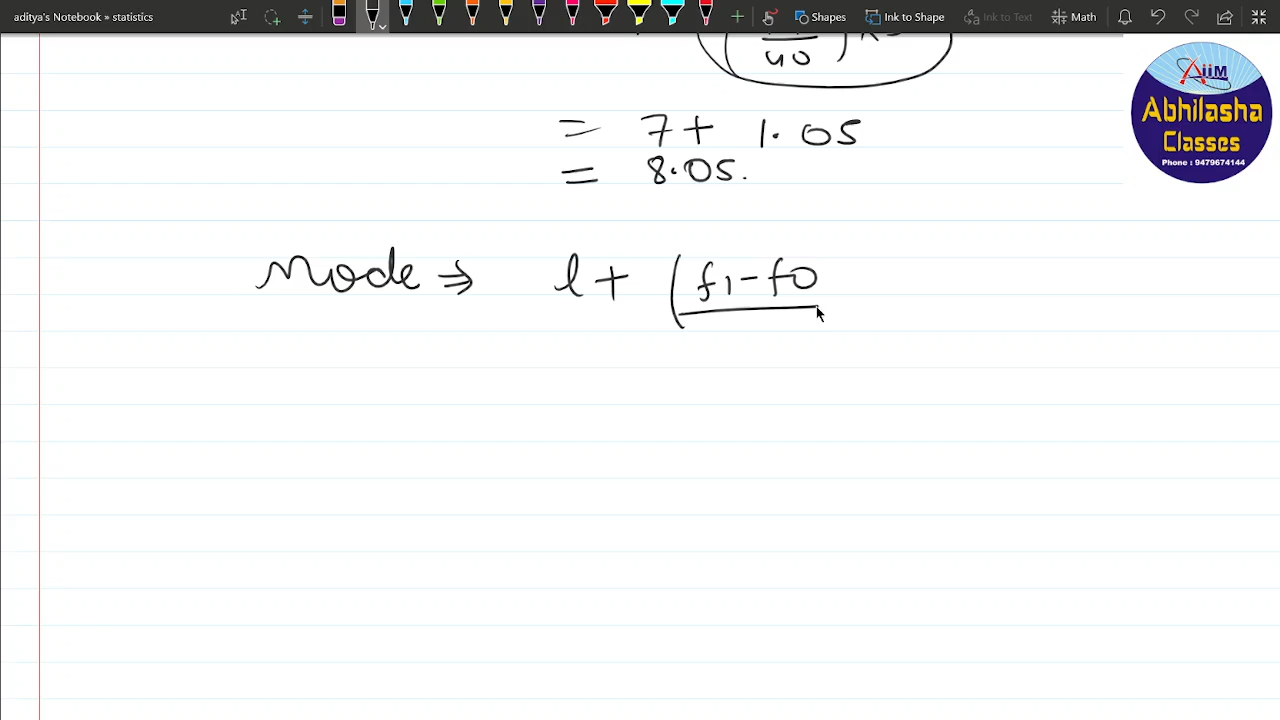 aditya's Notebook » statistics
Shapes
Ink to Shape
Ink to Text
Math
40
= 7 + 1.05
= 8.05.
Mode ⇒ l + (f1 - f0
AiiM
Abhilasha
Classes
Phone : 9479674144